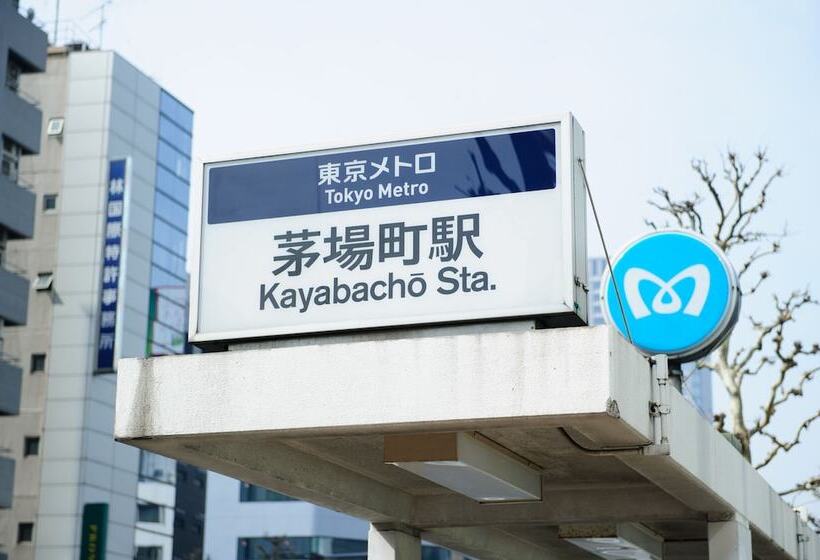 東京メトロ
Tokyo Metro
茅場町駅
Kayabachō Sta.
林国際特許事務所